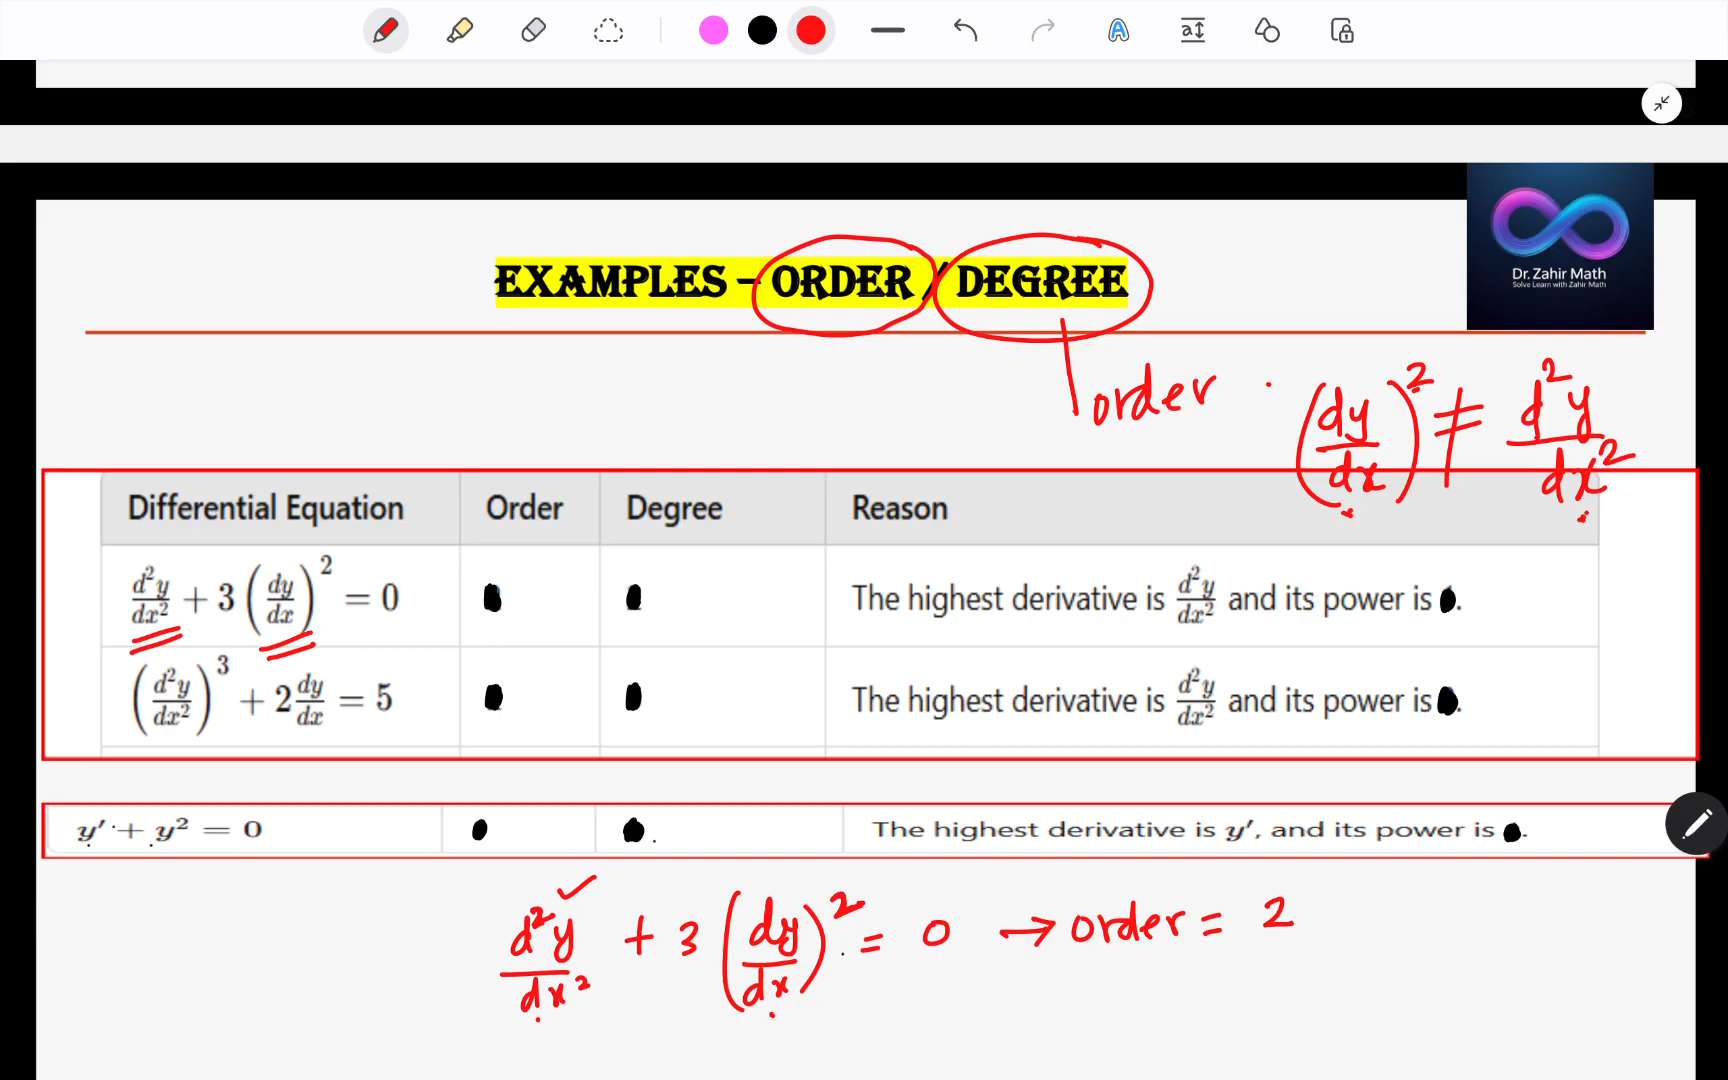 EXAMPLES – ORDER / DEGREE
Dr. Zahir Math
Solve Learn with Zahir Math
order (dy/dx)² ≠ d²y/dx²
Differential Equation Order Degree Reason
d²y/dx² + 3(dy/dx)² = 0 The highest derivative is d²y/dx² and its power is .
(d²y/dx²)³ + 2dy/dx = 5 The highest derivative is d²y/dx² and its power is .
y′ + y² = 0 The highest derivative is y′, and its power is .
d²y/dx² + 3(dy/dx)² = 0 → order = 2